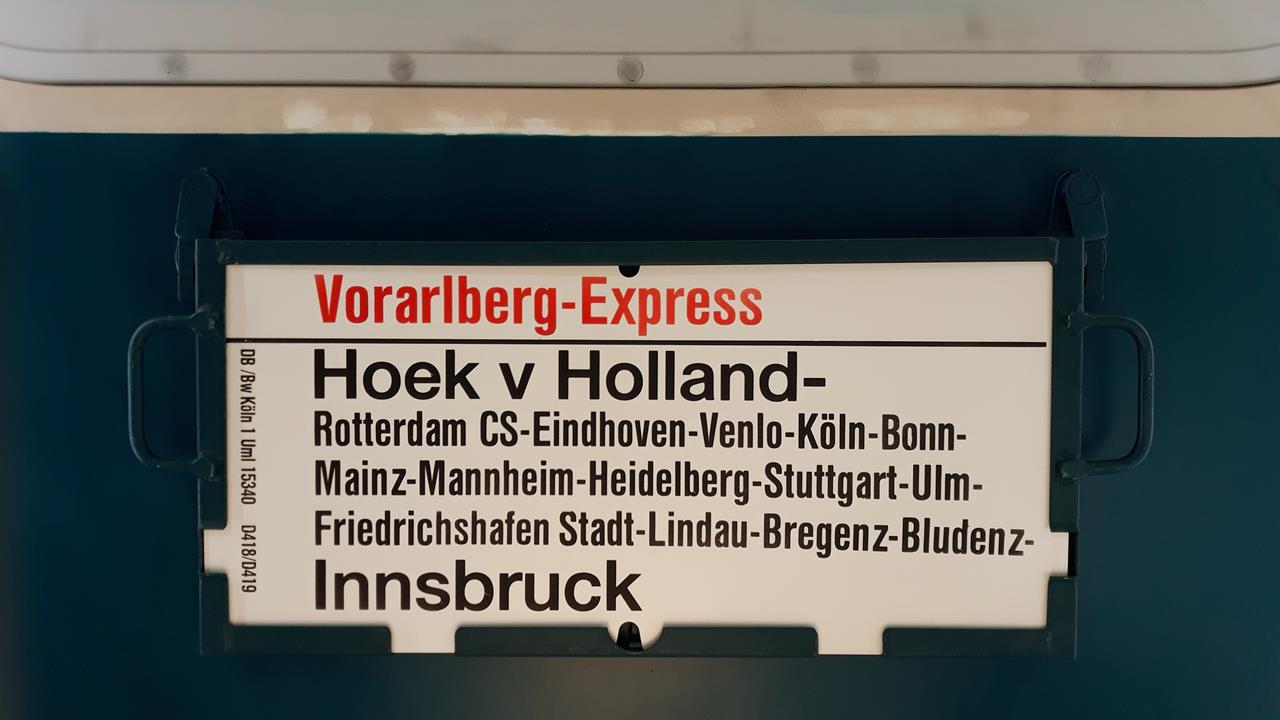 Vorarlberg-Express
Hoek v Holland-
Rotterdam CS-Eindhoven-Venlo-Köln-Bonn-
Mainz-Mannheim-Heidelberg-Stuttgart-Ulm-
Friedrichshafen Stadt-Lindau-Bregenz-Bludenz-
Innsbruck
DB /Bw Köln 1 Uml 15340 D418/D419